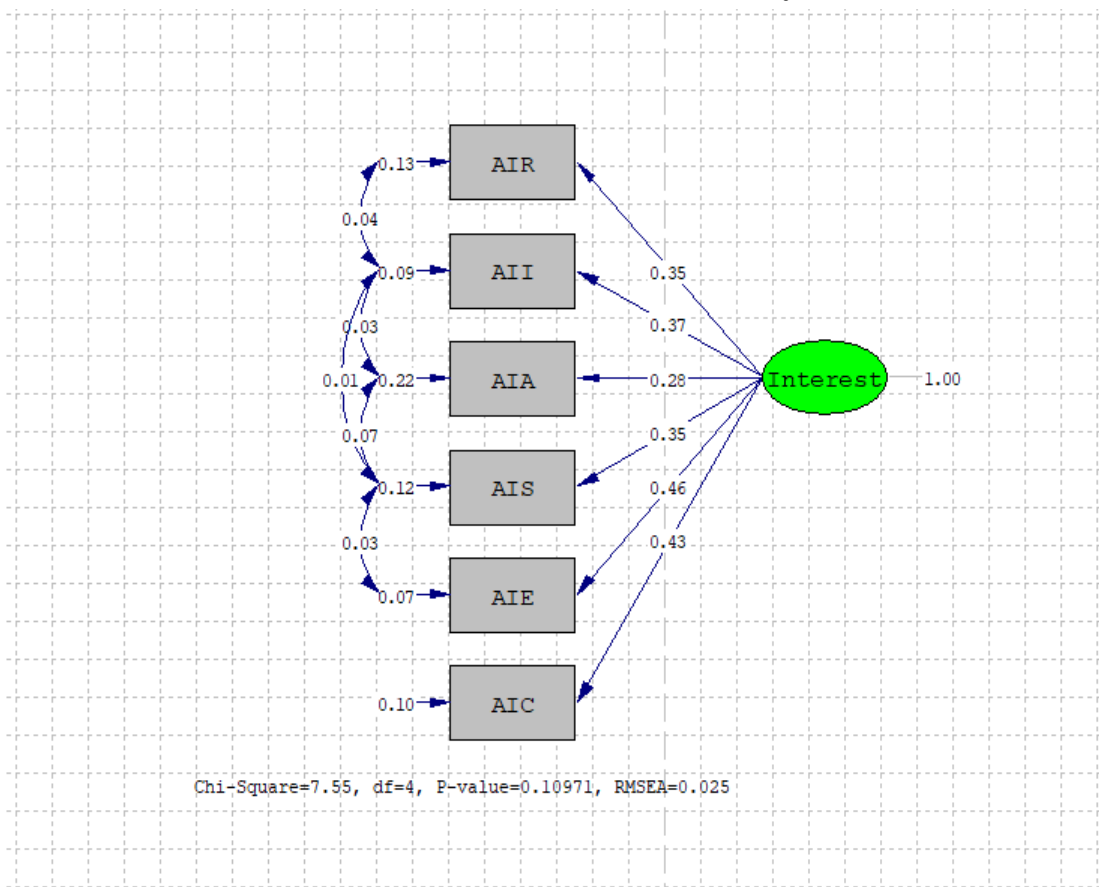 0.13 AIR
0.04
0.35
0.09 AII
0.03
0.37
0.01 0.22 AIA 0.28 Interest 1.00
0.07
0.35
0.12 AIS 0.46
0.03
0.43
0.07 AIE
0.10 AIC
Chi-Square=7.55, df=4, P-value=0.10971, RMSEA=0.025